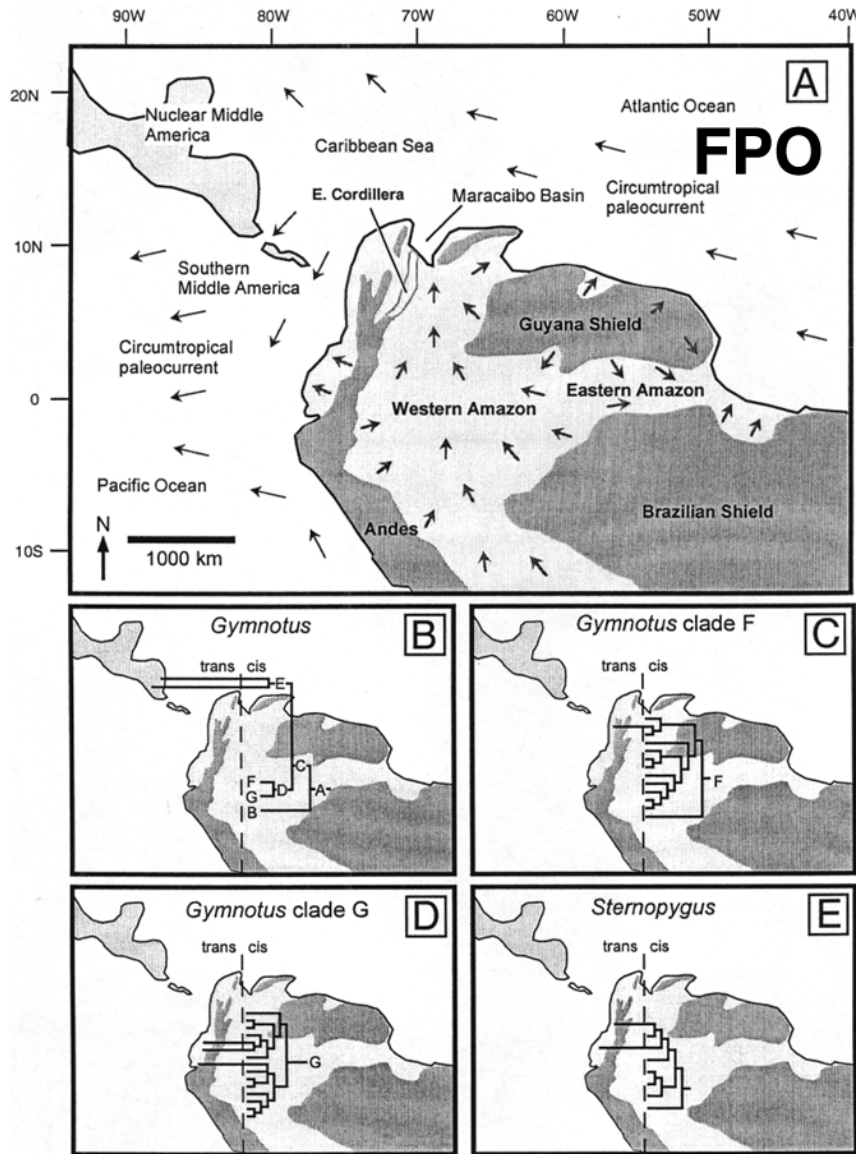 90W 80W 70W 60W 50W 40W
20N
10N
0
10S
A
FPO
Nuclear Middle
America
Caribbean Sea
Atlantic Ocean
E. Cordillera
Maracaibo Basin
Circumtropical
paleocurrent
Southern
Middle America
Guyana Shield
Circumtropical
paleocurrent
Western Amazon
Eastern Amazon
Pacific Ocean
Andes
Brazilian Shield
N
1000 km
Gymnotus
B
trans cis
E
C
F
D
A
G
B
Gymnotus clade F
C
trans cis
F
Gymnotus clade G
D
trans cis
G
Sternopygus
E
trans cis